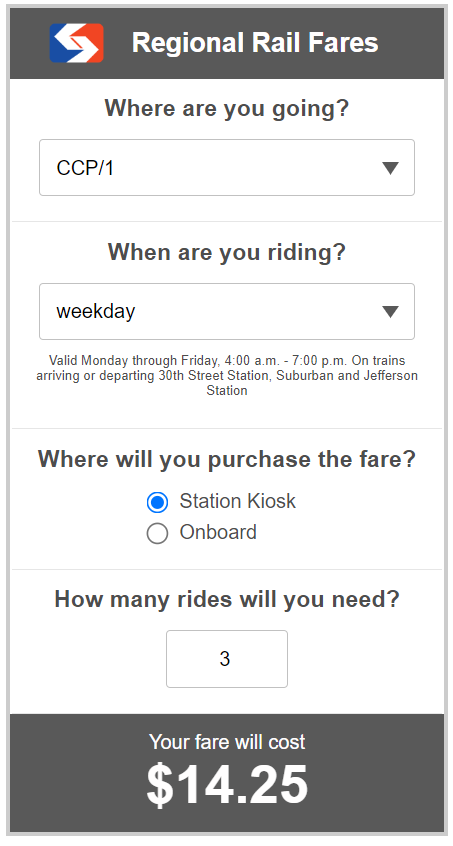 Regional Rail Fares
Where are you going?
CCP/1
When are you riding?
weekday
Valid Monday through Friday, 4:00 a.m. - 7:00 p.m. On trains
arriving or departing 30th Street Station, Suburban and Jefferson
Station
Where will you purchase the fare?
Station Kiosk
Onboard
How many rides will you need?
3
Your fare will cost
$14.25